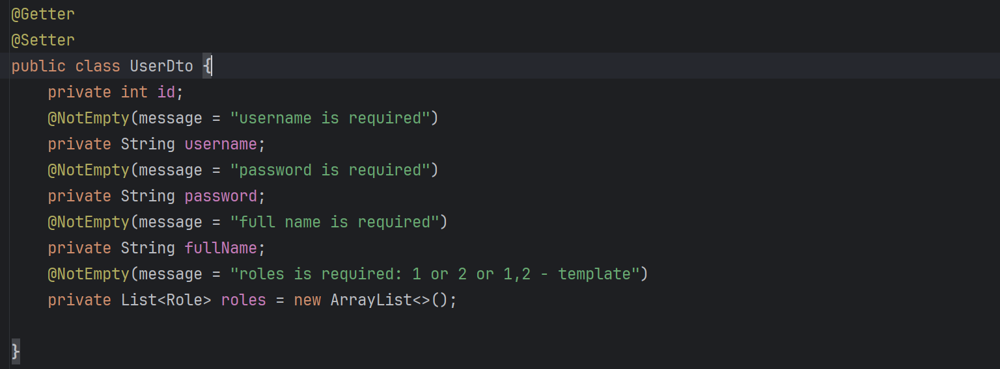 @Getter
@Setter
public class UserDto {
    private int id;
    @NotEmpty(message = "username is required")
    private String username;
    @NotEmpty(message = "password is required")
    private String password;
    @NotEmpty(message = "full name is required")
    private String fullName;
    @NotEmpty(message = "roles is required: 1 or 2 or 1,2 - template")
    private List<Role> roles = new ArrayList<>();
}